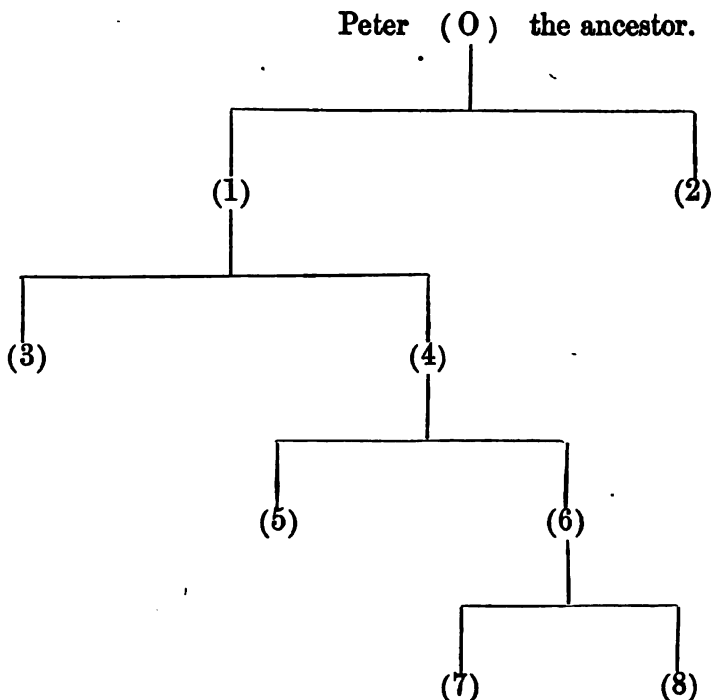 Peter (O) the ancestor.
(1) (2)
(3) (4)
(5) (6)
(7) (8)